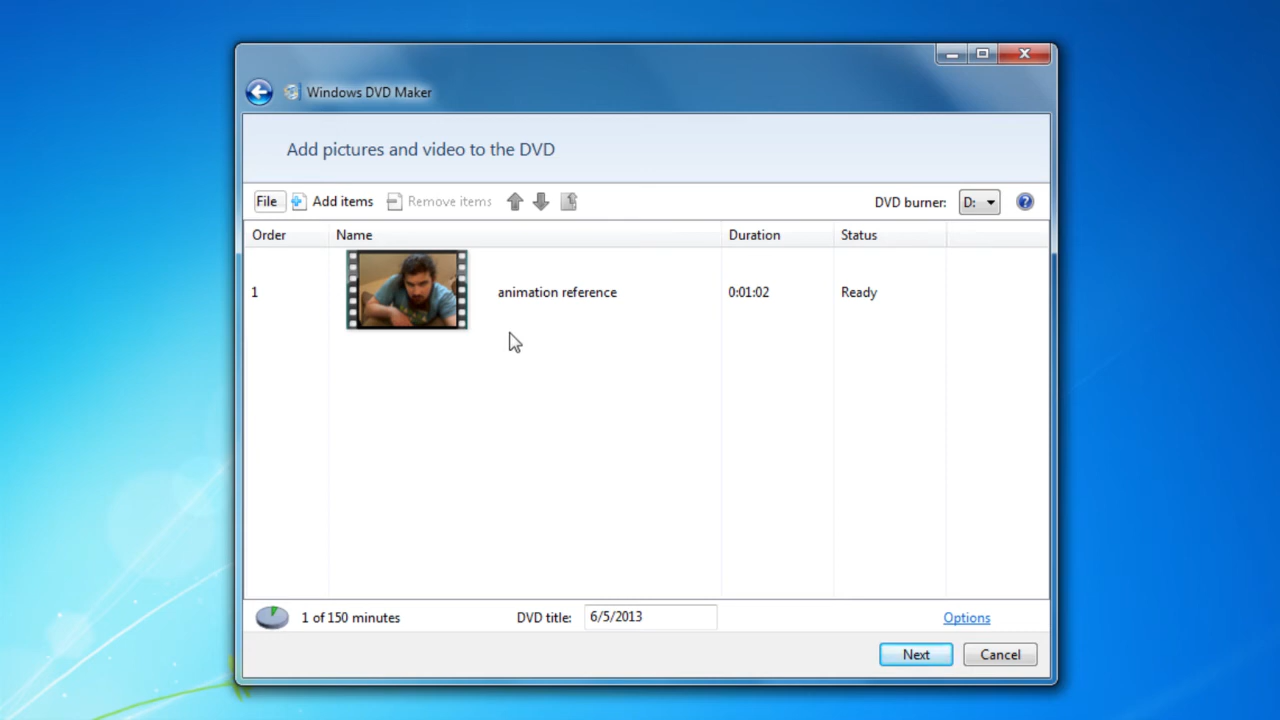 Windows DVD Maker
Add pictures and video to the DVD
File Add items Remove items DVD burner: D:
Order Name Duration Status
1 animation reference 0:01:02 Ready
1 of 150 minutes DVD title: 6/5/2013 Options
Next Cancel